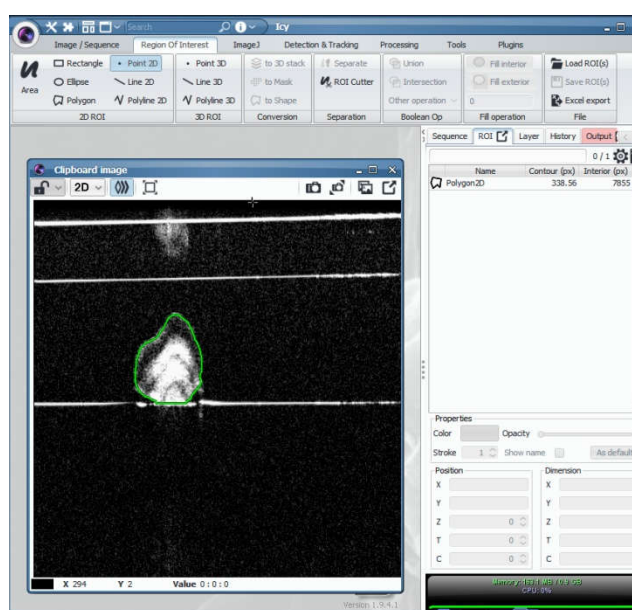 Search
Icy
Image / Sequence Region Of Interest ImageJ Detection & Tracking Processing Tools Plugins
Area
Rectangle Point 2D
Ellipse Line 2D
Polygon Polyline 2D
2D ROI
Point 3D
Line 3D
Polyline 3D
3D ROI
to 3D stack
to Mask
to Shape
Conversion
Separate
ROI Cutter
Separation
Union
Intersection
Other operation
Boolean Op
Fill interior
Fill exterior
0
Fill operation
Load ROI(s)
Save ROI(s)
Excel export
File
Sequence ROI Layer History Output
0 / 1
Name Contour (px) Interior (px)
Polygon2D 338.56 7855
Clipboard image
2D
X 294 Y 2 Value 0 : 0 : 0
Version 1.9.4.1
Properties
Color Opacity
Stroke 1 Show name As default
Position Dimension
X X
Y Y
Z 0 Z
T 0 T
C 0 C
CPU: 0%